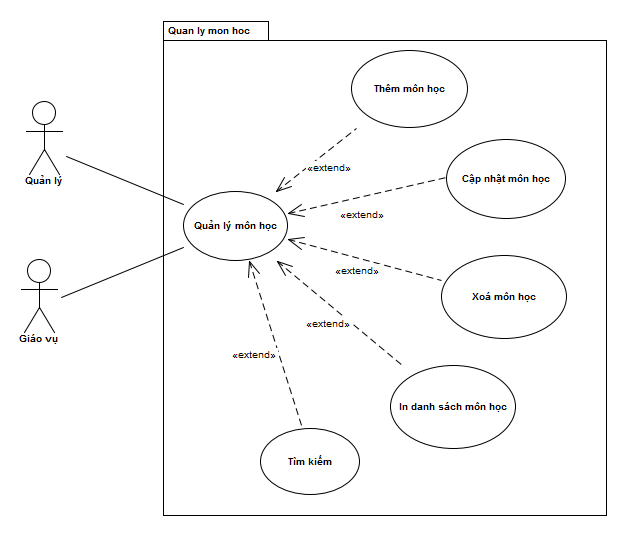 Quan ly mon hoc
Thêm môn học
«extend»
Quản lý
Cập nhật môn học
«extend»
Quản lý môn học
«extend»
Xoá môn học
Giáo vụ
«extend»
«extend»
In danh sách môn học
Tìm kiếm